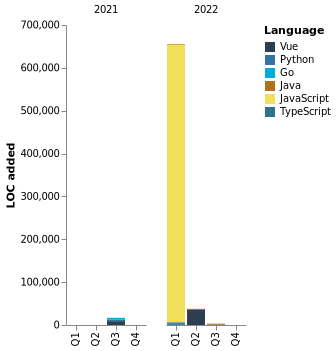 2021 2022
Language
Vue
Python
Go
Java
JavaScript
TypeScript
LOC added
700,000
600,000
500,000
400,000
300,000
200,000
100,000
0
Q1 Q2 Q3 Q4 Q1 Q2 Q3 Q4